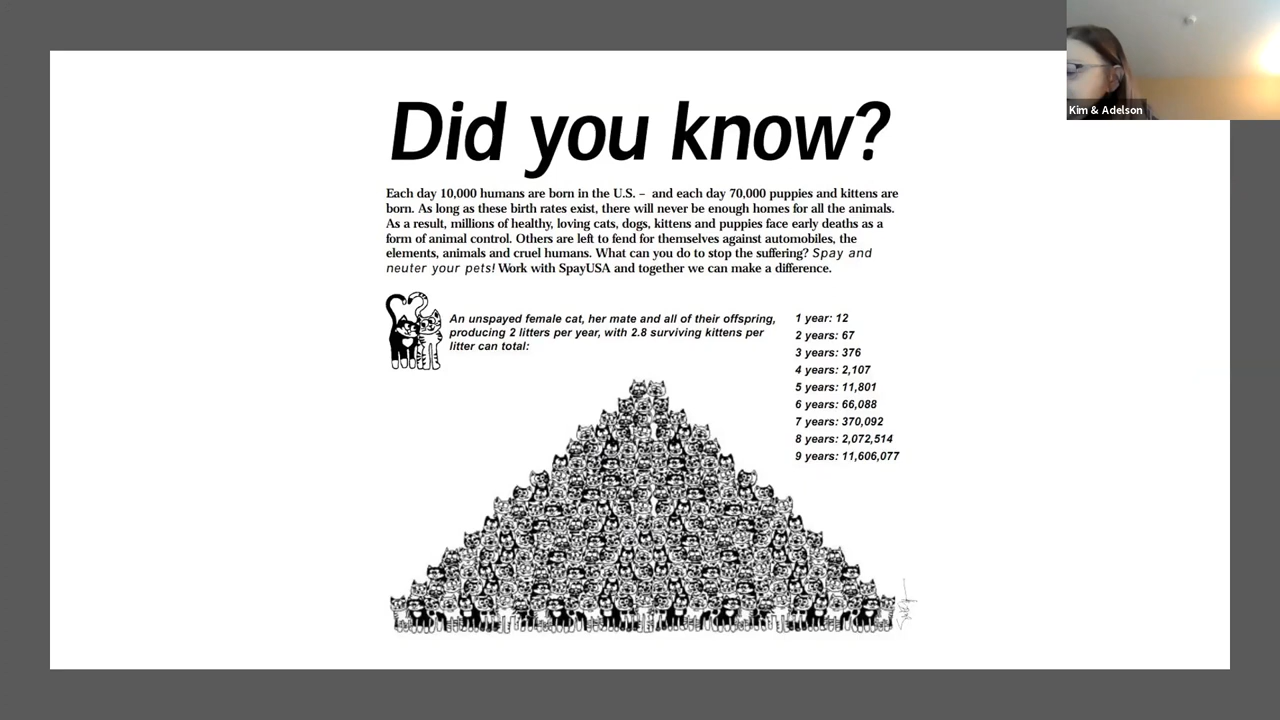 Did you know?
Each day 10,000 humans are born in the U.S. – and each day 70,000 puppies and kittens are
born. As long as these birth rates exist, there will never be enough homes for all the animals.
As a result, millions of healthy, loving cats, dogs, kittens and puppies face early deaths as a
form of animal control. Others are left to fend for themselves against automobiles, the
elements, animals and cruel humans. What can you do to stop the suffering? Spay and
neuter your pets! Work with SpayUSA and together we can make a difference.
An unspayed female cat, her mate and all of their offspring,
producing 2 litters per year, with 2.8 surviving kittens per
litter can total:
1 year: 12
2 years: 67
3 years: 376
4 years: 2,107
5 years: 11,801
6 years: 66,088
7 years: 370,092
8 years: 2,072,514
9 years: 11,606,077
Kim & Adelson